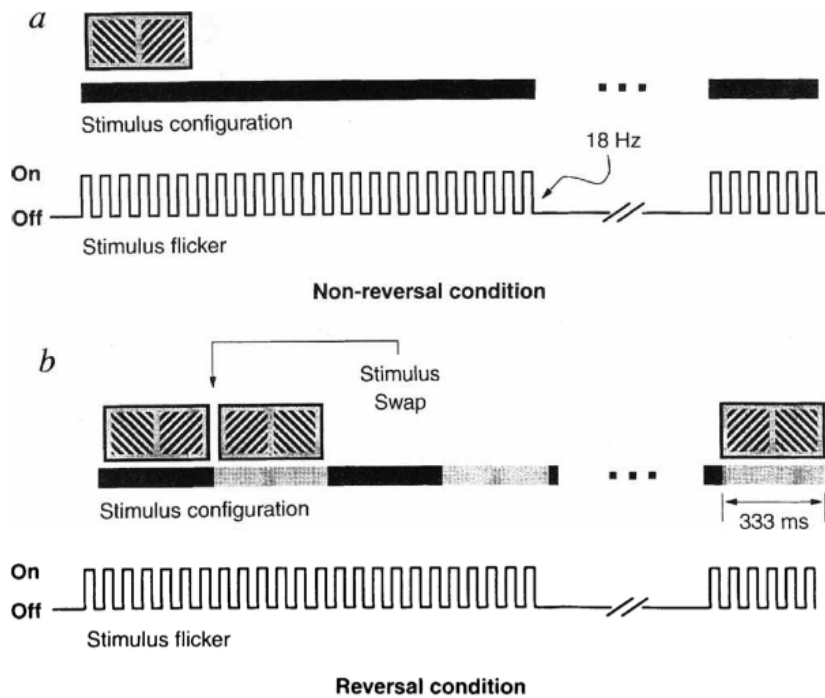 a
Stimulus configuration
18 Hz
On
Off
Stimulus flicker
Non-reversal condition
b
Stimulus
Swap
Stimulus configuration
333 ms
On
Off
Stimulus flicker
Reversal condition